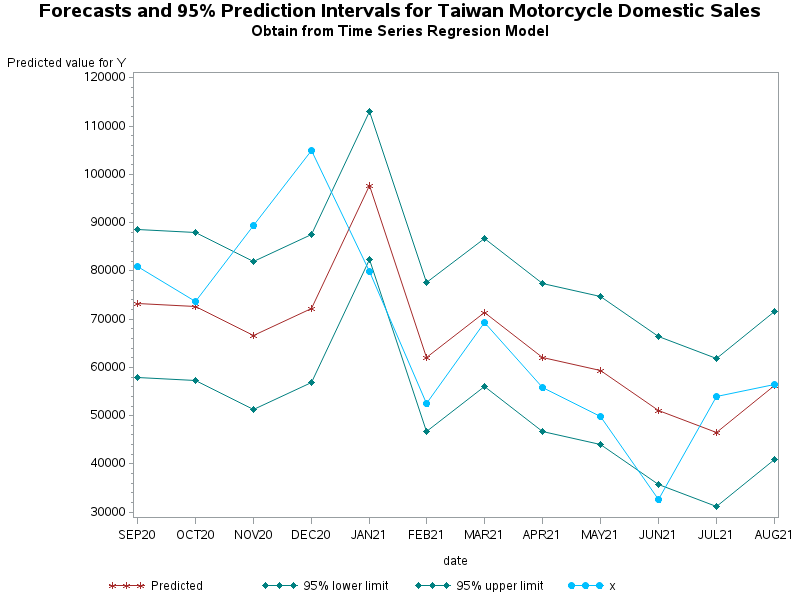 Forecasts and 95% Prediction Intervals for Taiwan Motorcycle Domestic Sales
Obtain from Time Series Regresion Model
Predicted value for Y
120000
110000
100000
90000
80000
70000
60000
50000
40000
30000
SEP20 OCT20 NOV20 DEC20 JAN21 FEB21 MAR21 APR21 MAY21 JUN21 JUL21 AUG21
date
Predicted 95% lower limit 95% upper limit x